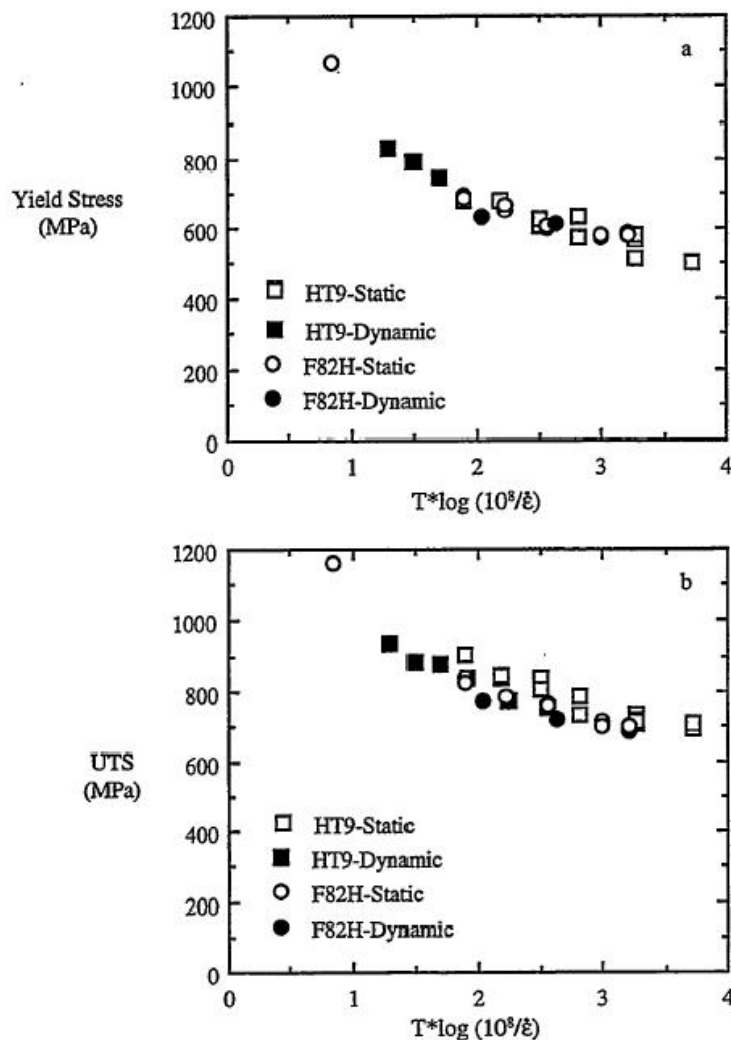 1200
a
1000
800
Yield Stress
(MPa)
600
400
200
0
HT9-Static
HT9-Dynamic
F82H-Static
F82H-Dynamic
0 1 2 3 4
T*log (10⁸/ε̇)
1200
b
1000
800
UTS
(MPa)
600
400
200
0
HT9-Static
HT9-Dynamic
F82H-Static
F82H-Dynamic
0 1 2 3 4
T*log (10⁸/ε̇)